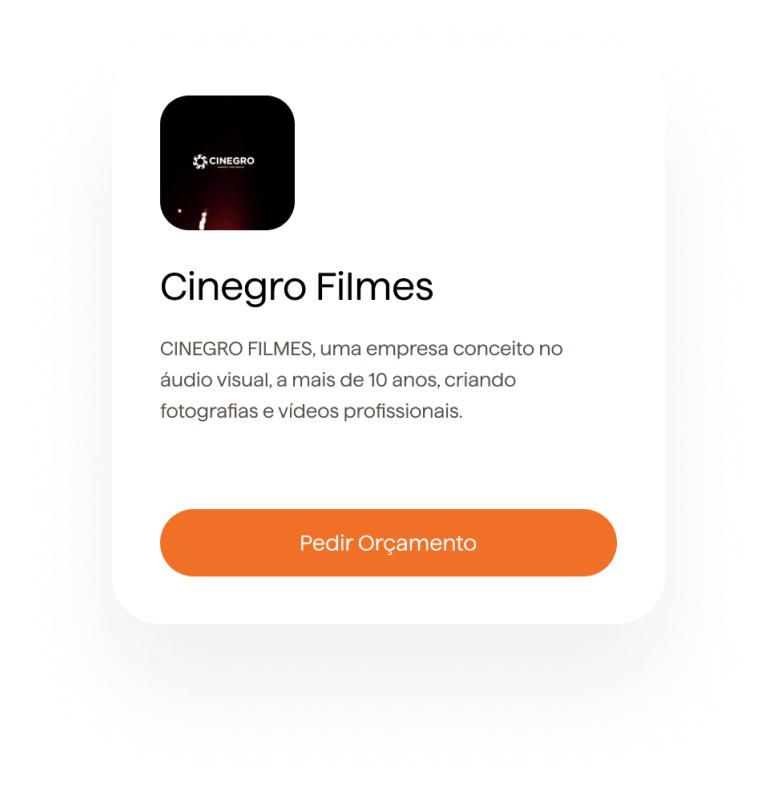 CINEGRO
Cinegro Filmes
CINEGRO FILMES, uma empresa conceito no
áudio visual, a mais de 10 anos, criando
fotografias e vídeos profissionais.
Pedir Orçamento